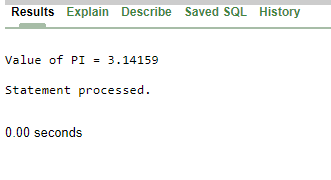 Results Explain Describe Saved SQL History
Value of PI = 3.14159
Statement processed.
0.00 seconds